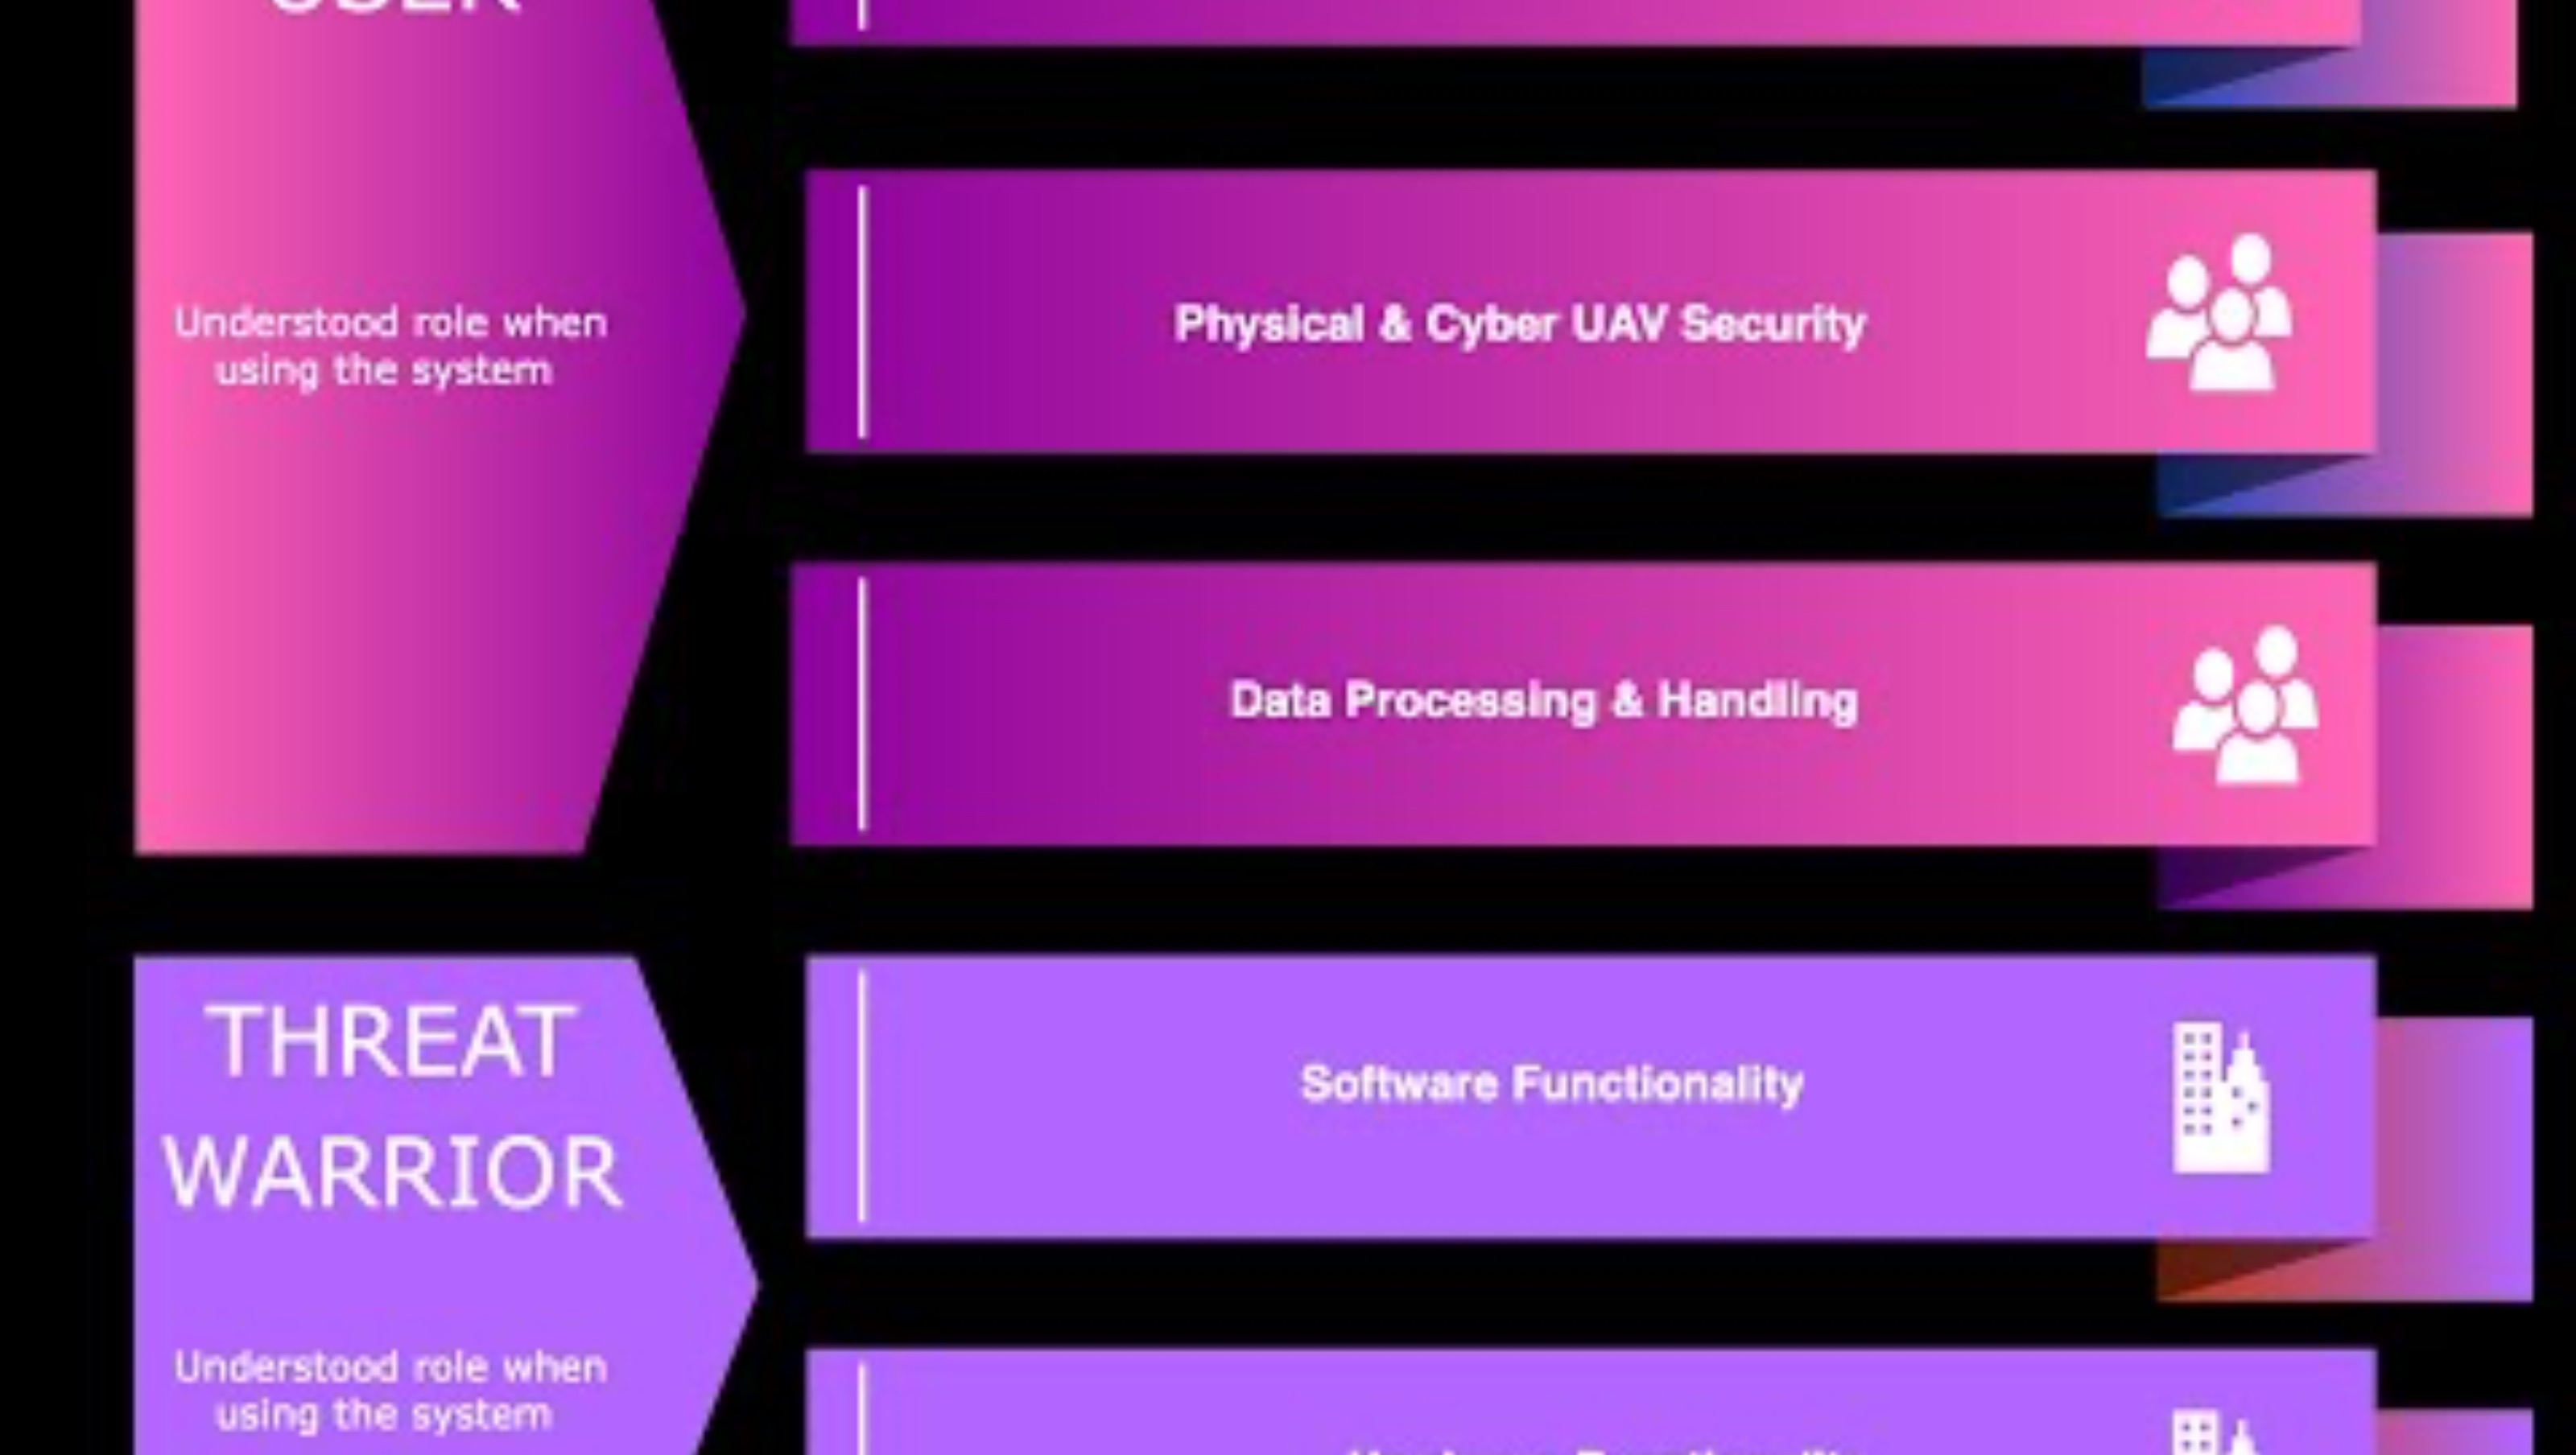 USER
Understood role when
using the system
Physical & Cyber UAV Security
Data Processing & Handling
THREAT
WARRIOR
Software Functionality
Understood role when
using the system